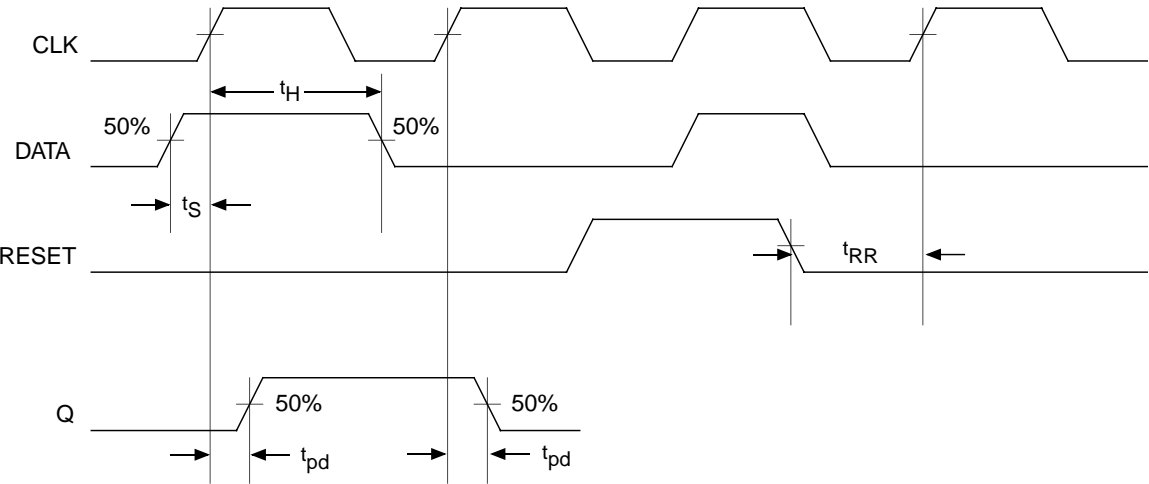 CLK
tH
50%
50%
DATA
tS
RESET
tRR
50%
50%
Q
tpd
tpd